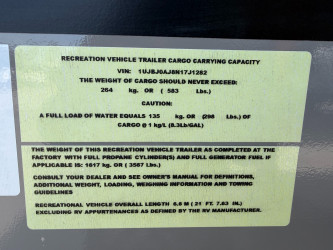 RECREATION VEHICLE TRAILER CARGO CARRYING CAPACITY
VIN: 1UJBJ0AJ8N17J1282
THE WEIGHT OF CARGO SHOULD NEVER EXCEED:
264 kg. OR ( 583 Lbs.)
CAUTION:
A FULL LOAD OF WATER EQUALS 135 kg. OR (298 Lbs.) OF
CARGO @ 1 kg/L (8.3Lb/GAL)
THE WEIGHT OF THIS RECREATION VEHICLE TRAILER AS COMPLETED AT THE
FACTORY WITH FULL PROPANE CYLINDER(S) AND FULL GENERATOR FUEL IF
APPLICABLE IS: 1617 KG. OR ( 3567 Lbs.)
CONSULT YOUR DEALER AND SEE OWNER'S MANUAL FOR DEFINITIONS,
ADDITIONAL WEIGHT, LOADING, WEIGHING INFORMATION AND TOWING
GUIDELINES
RECREATIONAL VEHICLE OVERALL LENGTH 6.6 M ( 21 FT. 7.63 IN.)
EXCLUDING RV APPURTENANCES AS DEFINED BY THE RV MANUFACTURER.